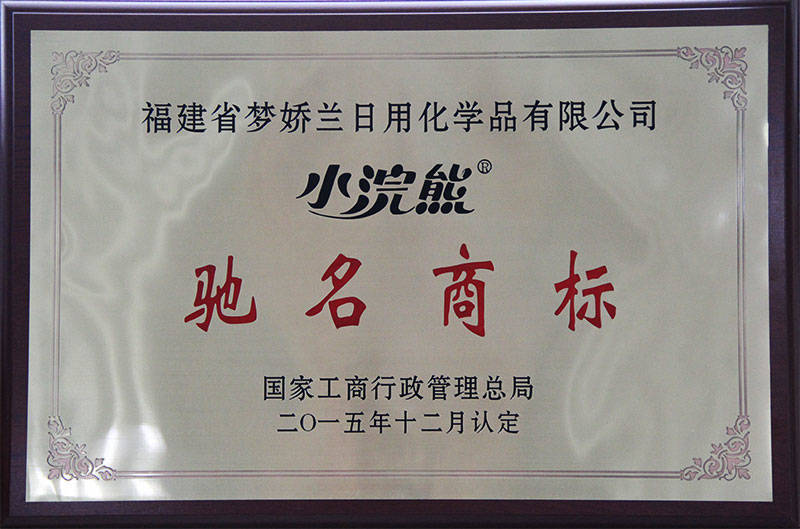 福建省梦娇兰日用化学品有限公司
小浣熊®
驰名商标
国家工商行政管理总局
二〇一五年十二月认定